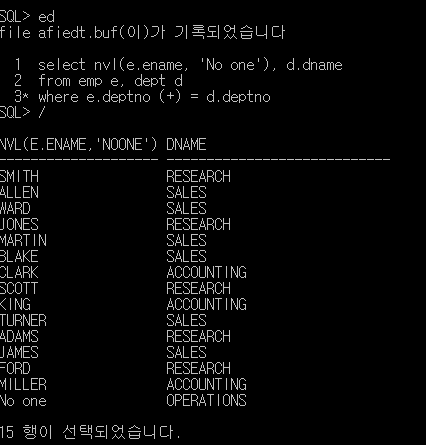 SQL> ed
file afiedt.buf(이)가 기록되었습니다
1 select nvl(e.ename, 'No one'), d.dname
2 from emp e, dept d
3* where e.deptno (+) = d.deptno
SQL> /
NVL(E.ENAME,'NOONE') DNAME
-------------------- ----------------------------
SMITH RESEARCH
ALLEN SALES
WARD SALES
JONES RESEARCH
MARTIN SALES
BLAKE SALES
CLARK ACCOUNTING
SCOTT RESEARCH
KING ACCOUNTING
TURNER SALES
ADAMS RESEARCH
JAMES SALES
FORD RESEARCH
MILLER ACCOUNTING
No one OPERATIONS
15 행이 선택되었습니다.